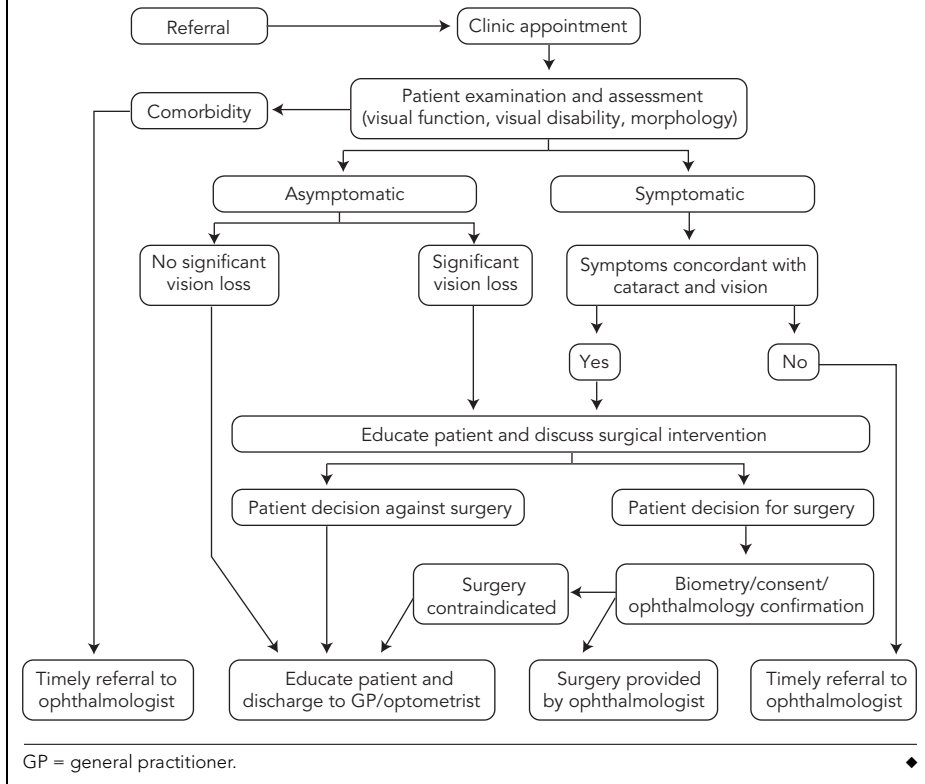 Referral
Clinic appointment
Patient examination and assessment
(visual function, visual disability, morphology)
Comorbidity
Asymptomatic
Symptomatic
No significant
vision loss
Significant
vision loss
Symptoms concordant with
cataract and vision
Yes
No
Educate patient and discuss surgical intervention
Patient decision against surgery
Patient decision for surgery
Surgery
contraindicated
Biometry/consent/
ophthalmology confirmation
Timely referral to
ophthalmologist
Educate patient and
discharge to GP/optometrist
Surgery provided
by ophthalmologist
Timely referral to
ophthalmologist
GP = general practitioner.